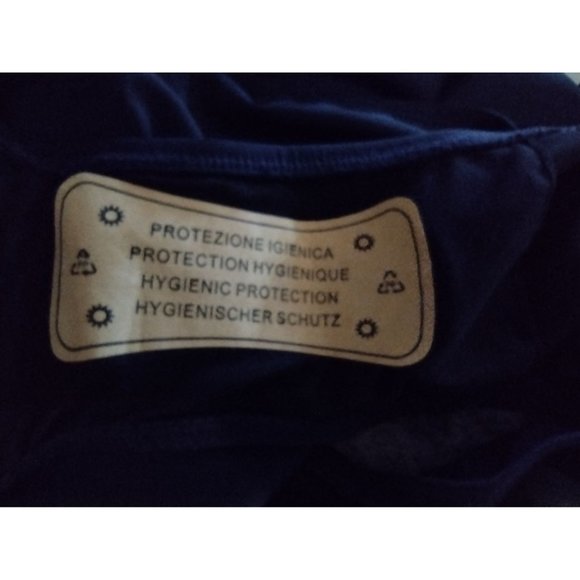 PROTEZIONE IGIENICA
PROTECTION HYGIENIQUE
HYGIENIC PROTECTION
HYGIENISCHER SCHUTZ